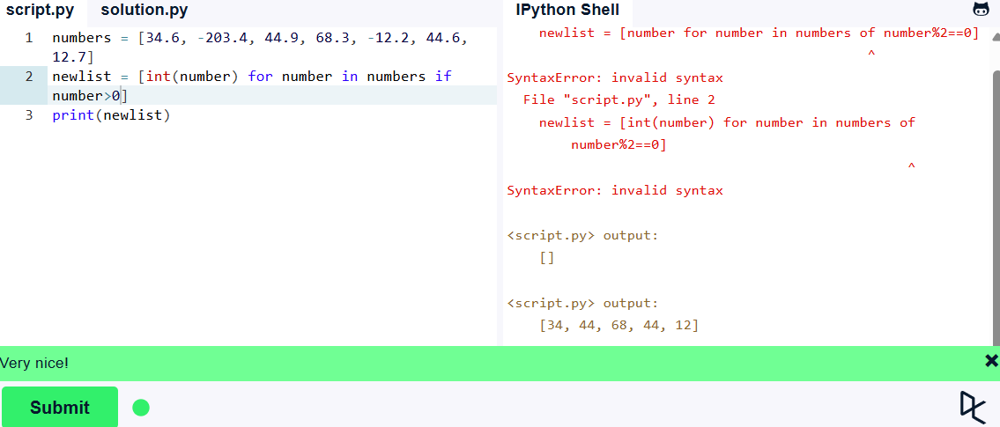 script.py solution.py
1 numbers = [34.6, -203.4, 44.9, 68.3, -12.2, 44.6,
12.7]
2 newlist = [int(number) for number in numbers if
number>0]
3 print(newlist)
IPython Shell
newlist = [number for number in numbers of number%2==0]
^
SyntaxError: invalid syntax
File "script.py", line 2
newlist = [int(number) for number in numbers of
number%2==0]
^
SyntaxError: invalid syntax
<script.py> output:
[]
<script.py> output:
[34, 44, 68, 44, 12]
Very nice!
Submit